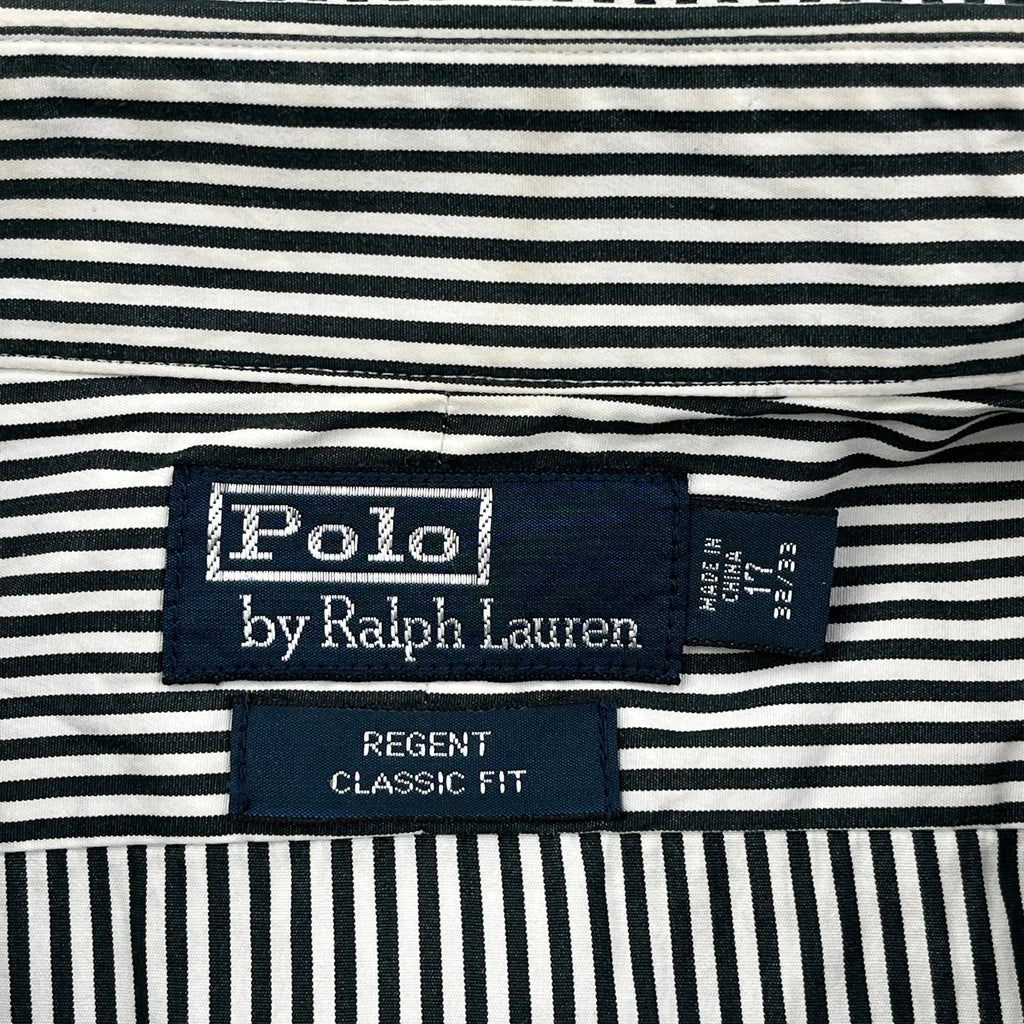 Polo
by Ralph Lauren
MADE IN
CHINA
17
32/33
REGENT
CLASSIC FIT